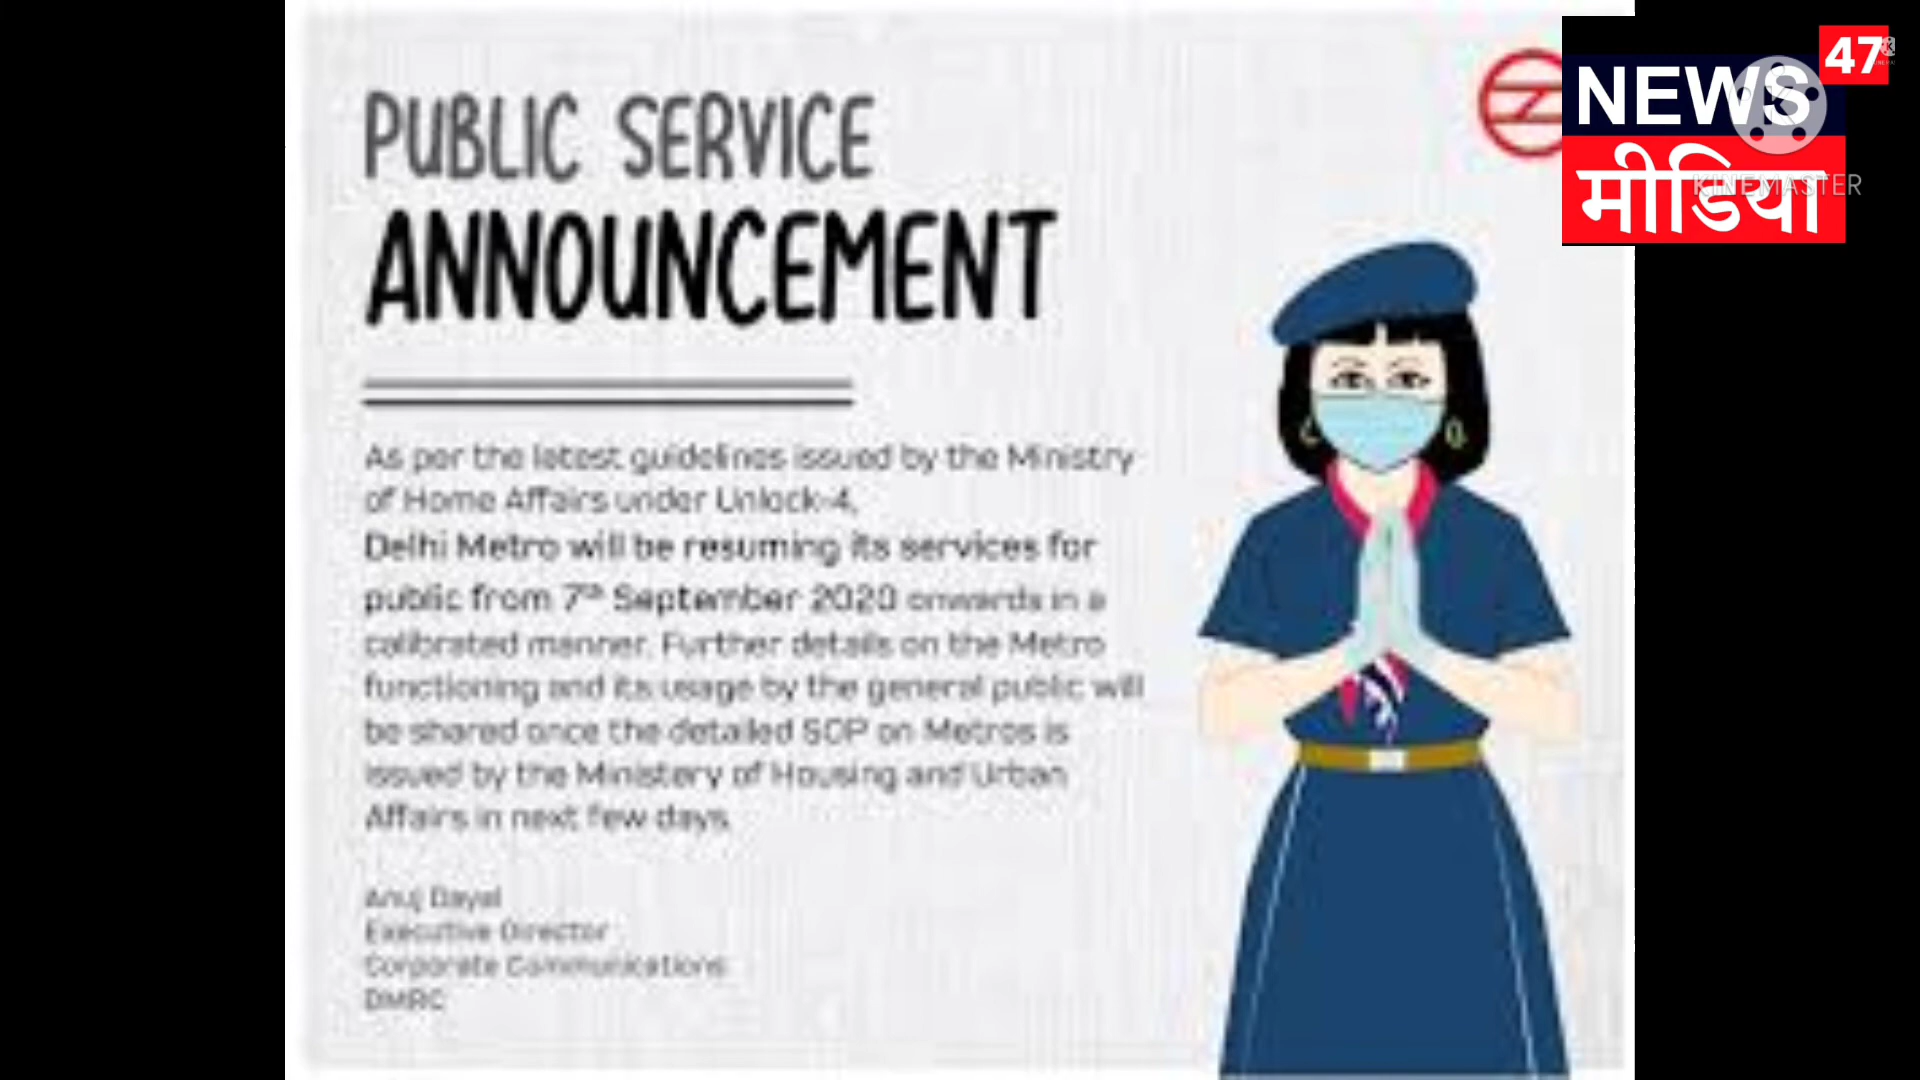 PUBLIC SERVICE
ANNOUNCEMENT
As per the latest guidelines issued by the Ministry
of Home Affairs under Unlock-4,
Delhi Metro will be resuming its services for
public from 7th September 2020 onwards in a
calibrated manner. Further details on the Metro
functioning and its usage by the general public will
be shared once the detailed SOP on Metros is
issued by the Ministery of Housing and Urban
Affairs in next few days.
Anuj Dayal
Executive Director
Corporate Communications
DMRC
47
NEWS
मीडिया
KINEMASTER